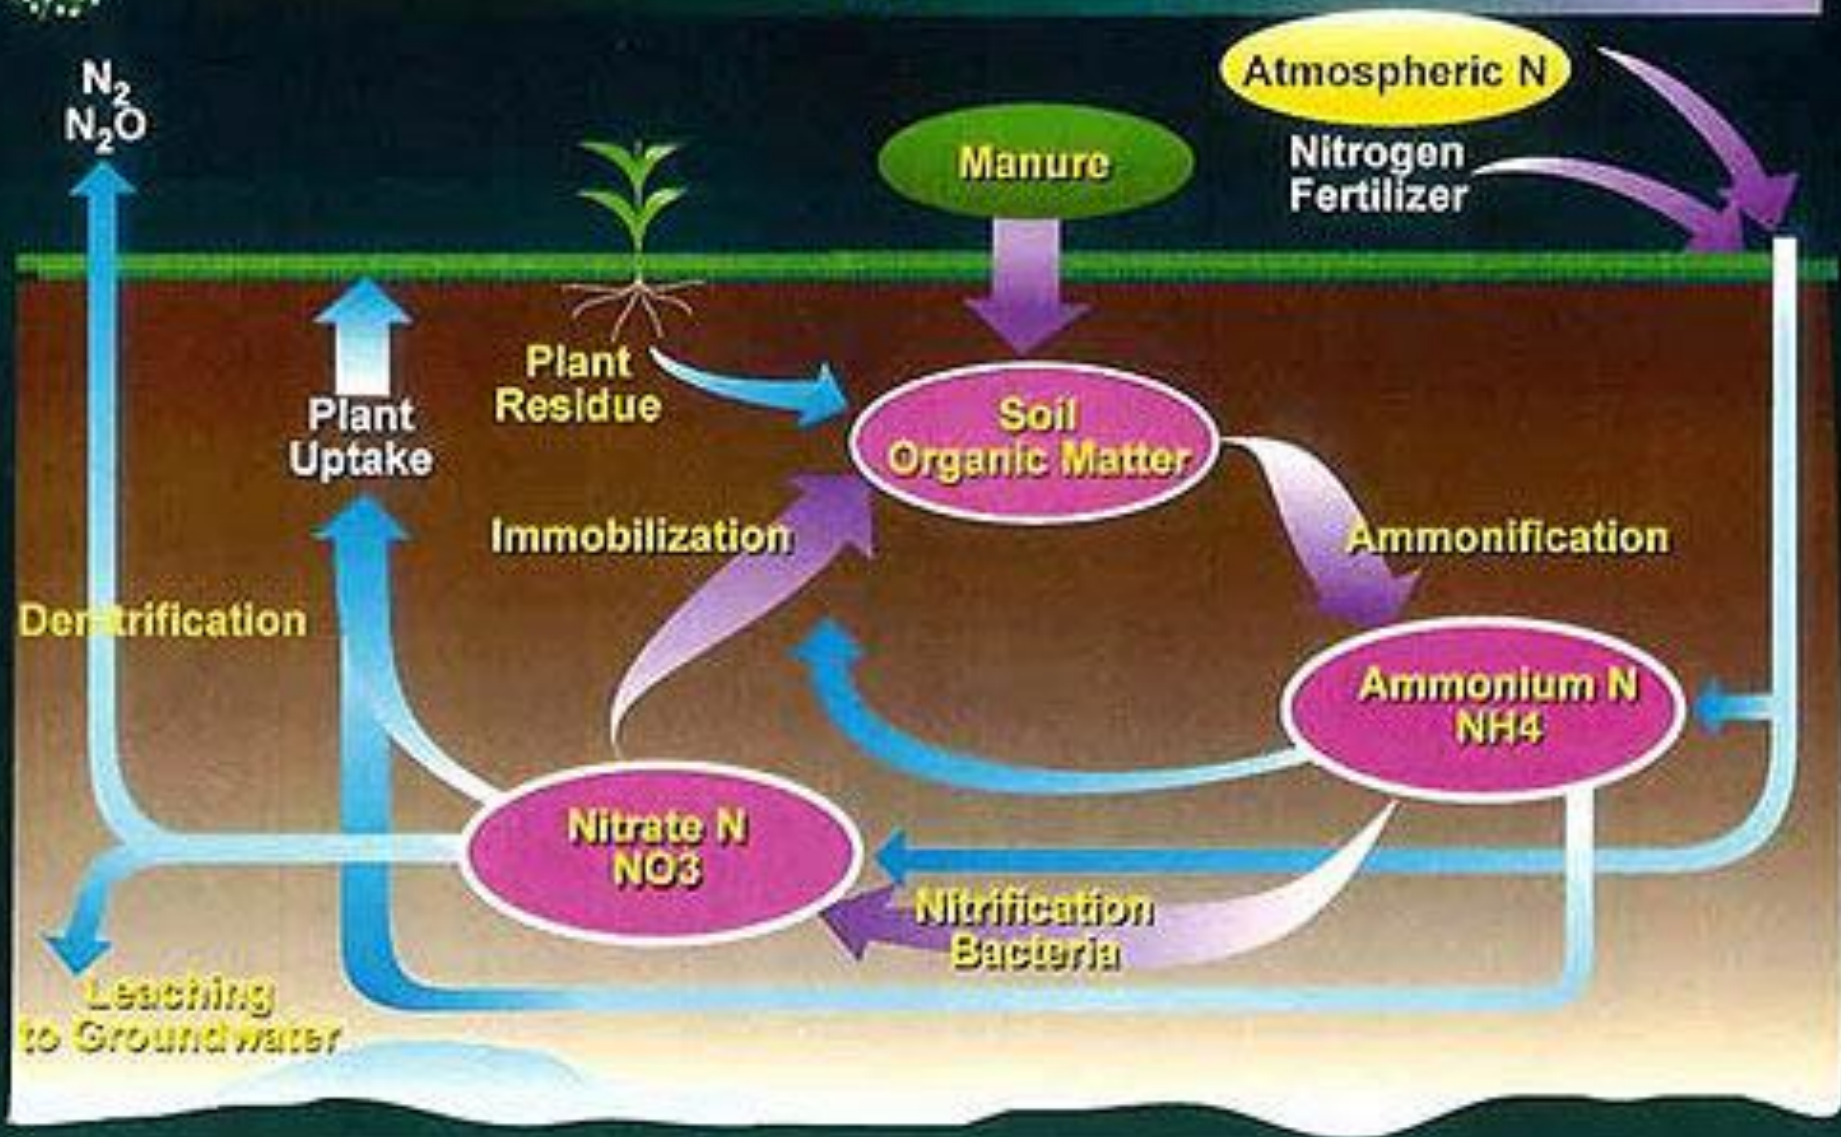 N₂
N₂O
Atmospheric N
Nitrogen
Fertilizer
Manure
Plant
Residue
Plant
Uptake
Soil
Organic Matter
Immobilization
Ammonification
Denitrification
Ammonium N
NH4
Nitrate N
NO3
Nitrification
Bacteria
Leaching
to Groundwater